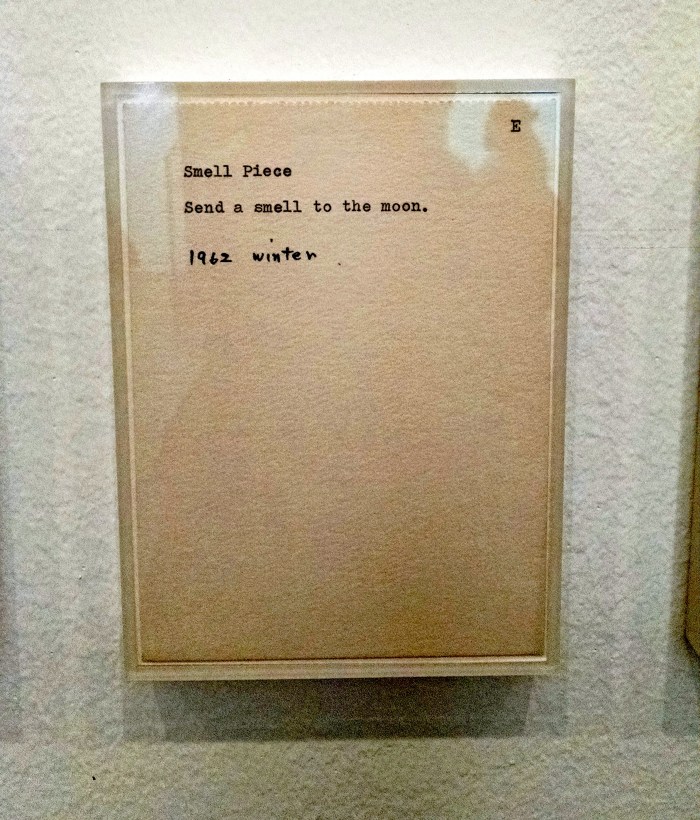 E
Smell Piece
Send a smell to the moon.
1962 winter